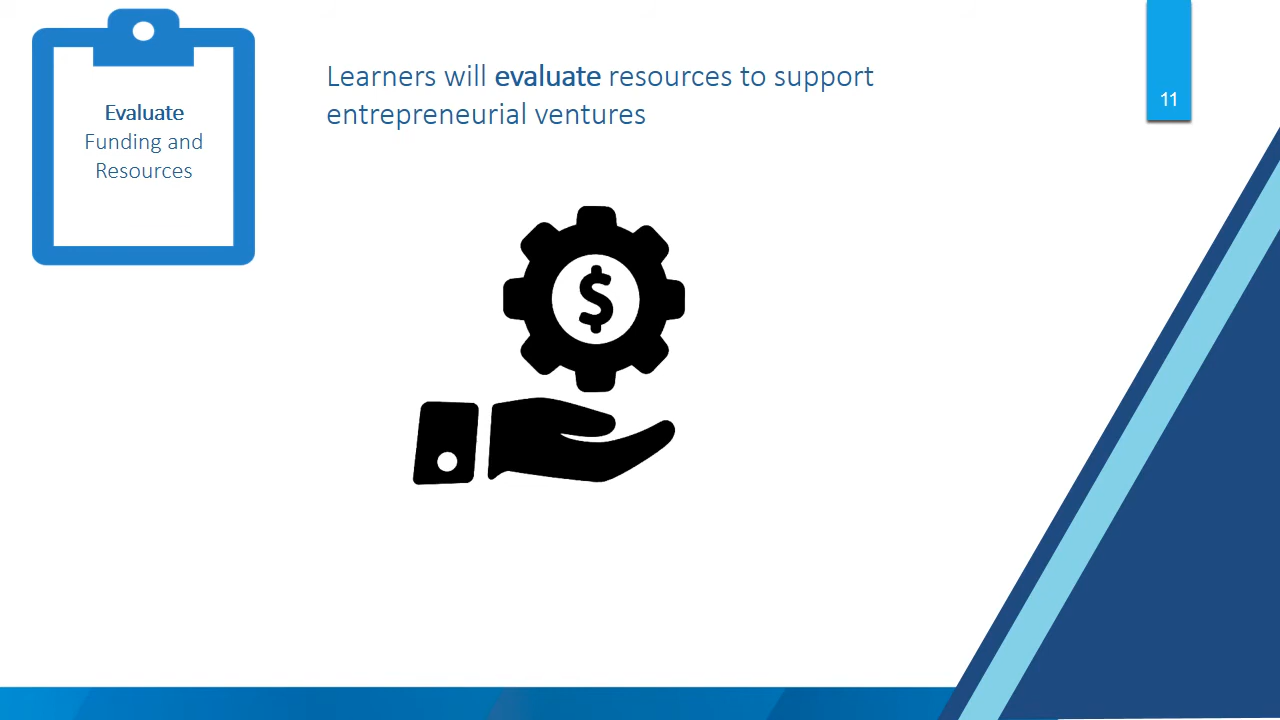 Evaluate
Funding and
Resources
Learners will evaluate resources to support
entrepreneurial ventures
11
$